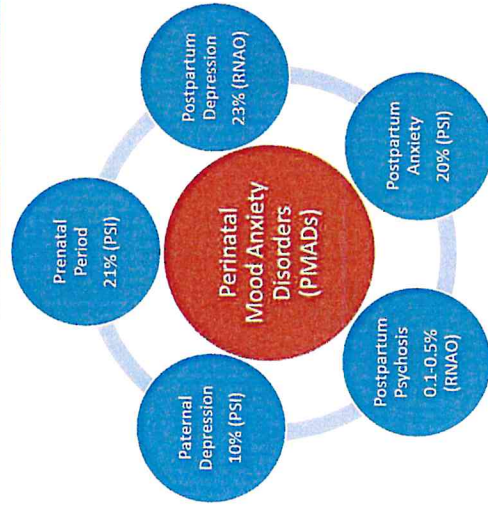 Prenatal
Period
21% (PSI)
Postpartum
Depression
23% (RNAO)
Postpartum
Anxiety
20% (PSI)
Postpartum
Psychosis
0.1-0.5%
(RNAO)
Paternal
Depression
10% (PSI)
Perinatal
Mood Anxiety
Disorders
(PMADs)